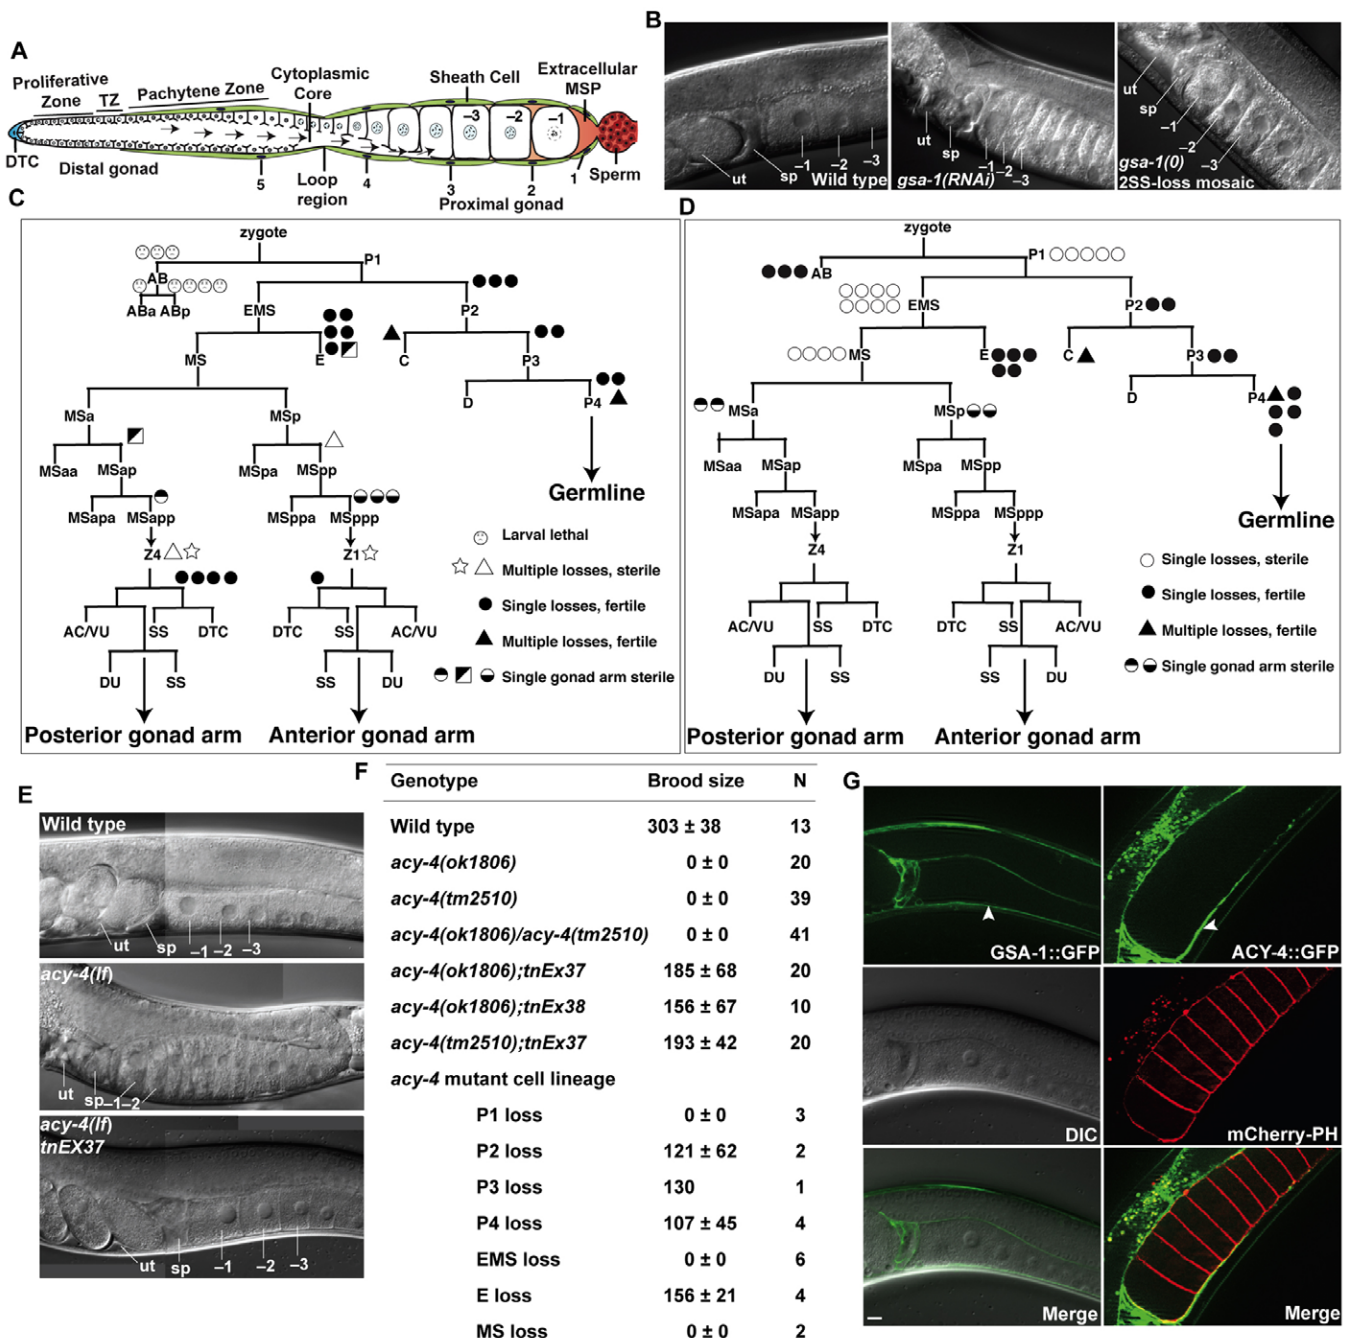 A
Proliferative
Zone
TZ
Pachytene Zone
Cytoplasmic
Core
Sheath Cell
Extracellular
MSP
–3
–2
–1
DTC
Distal gonad
5
Loop
region
4
3
2
1
Sperm
Proximal gonad
B
ut
sp
–1
–2
–3
Wild type
ut
sp
–1
–2
–3
gsa-1(RNAi)
ut
sp
–1
–2
–3
gsa-1(0)
2SS-loss mosaic
C
zygote
AB
P1
ABa ABp
EMS
P2
MS
E
C
P3
D
P4
MSa
MSp
MSaa
MSap
MSpa
MSpp
Germline
MSapa
MSapp
MSppa
MSppp
Z4
Z1
AC/VU
SS
DTC
DTC
SS
AC/VU
DU
SS
SS
DU
Posterior gonad arm
Anterior gonad arm
Larval lethal
Multiple losses, sterile
Single losses, fertile
Multiple losses, fertile
Single gonad arm sterile
D
zygote
AB
P1
EMS
P2
MS
E
C
P3
D
P4
MSa
MSp
MSaa
MSap
MSpa
MSpp
Germline
MSapa
MSapp
MSppa
MSppp
Z4
Z1
AC/VU
SS
DTC
DTC
SS
AC/VU
DU
SS
SS
DU
Posterior gonad arm
Anterior gonad arm
Single losses, sterile
Single losses, fertile
Multiple losses, fertile
Single gonad arm sterile
E
Wild type
ut
sp
–1
–2
–3
acy-4(lf)
ut
sp
–1
–2
acy-4(lf)
tnEX37
ut
sp
–1
–2
–3
F
Genotype Brood size N
Wild type 303 ± 38 13
acy-4(ok1806) 0 ± 0 20
acy-4(tm2510) 0 ± 0 39
acy-4(ok1806)/acy-4(tm2510) 0 ± 0 41
acy-4(ok1806);tnEx37 185 ± 68 20
acy-4(ok1806);tnEx38 156 ± 67 10
acy-4(tm2510);tnEx37 193 ± 42 20
acy-4 mutant cell lineage
P1 loss 0 ± 0 3
P2 loss 121 ± 62 2
P3 loss 130 1
P4 loss 107 ± 45 4
EMS loss 0 ± 0 6
E loss 156 ± 21 4
MS loss 0 ± 0 2
G
GSA-1::GFP
ACY-4::GFP
DIC
mCherry-PH
Merge
Merge